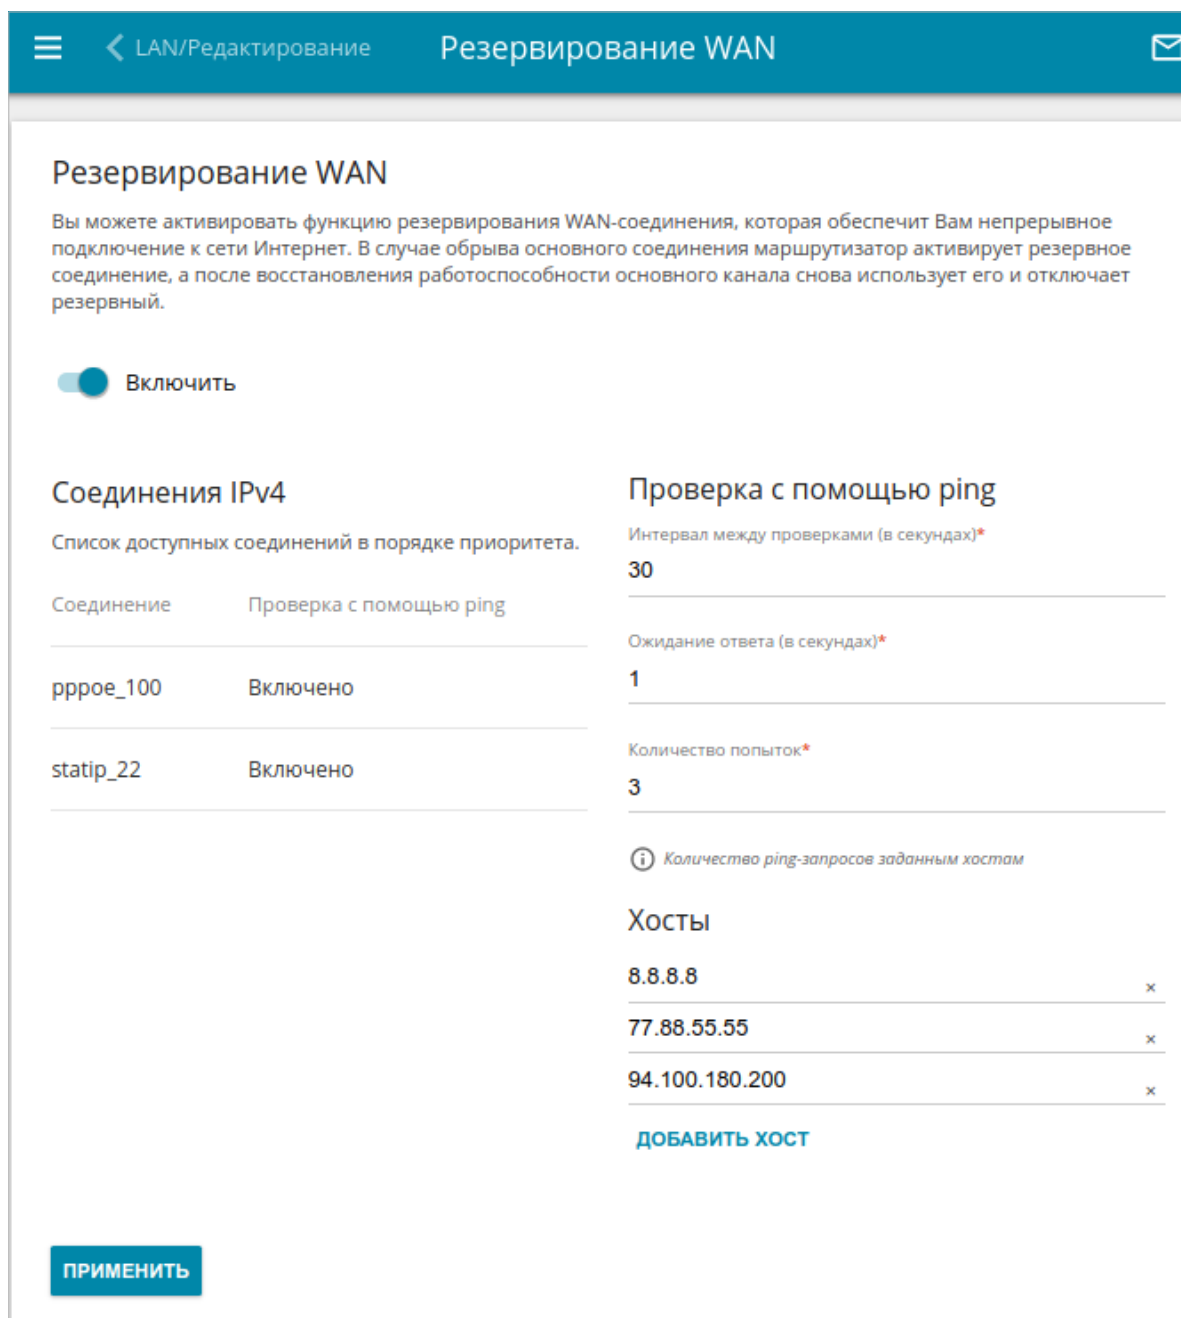 LAN/Редактирование
Резервирование WAN
Резервирование WAN
Вы можете активировать функцию резервирования WAN-соединения, которая обеспечит Вам непрерывное
подключение к сети Интернет. В случае обрыва основного соединения маршрутизатор активирует резервное
соединение, а после восстановления работоспособности основного канала снова использует его и отключает
резервный.
Включить
Соединения IPv4
Список доступных соединений в порядке приоритета.
Соединение Проверка с помощью ping
pppoe_100 Включено
statip_22 Включено
Проверка с помощью ping
Интервал между проверками (в секундах)*
30
Ожидание ответа (в секундах)*
1
Количество попыток*
3
Количество ping-запросов заданным хостам
Хосты
8.8.8.8 ×
77.88.55.55 ×
94.100.180.200 ×
ДОБАВИТЬ ХОСТ
ПРИМЕНИТЬ